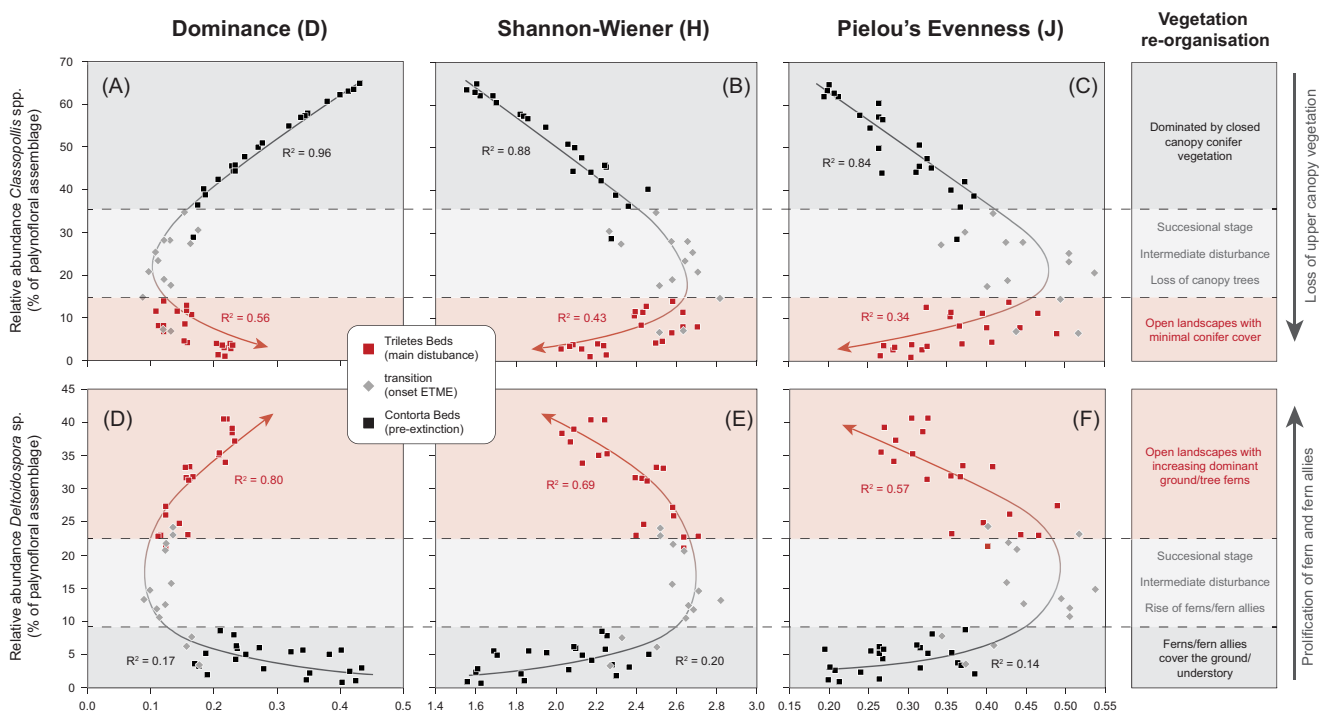 Dominance (D)
Shannon-Wiener (H)
Pielou's Evenness (J)
Vegetation
re-organisation
Relative abundance Classopollis spp.
(% of palynofloral assemblage)
70
60
50
40
30
20
10
0
(A)
R² = 0.96
R² = 0.56
(B)
R² = 0.88
R² = 0.43
(C)
R² = 0.84
R² = 0.34
Dominated by closed
canopy conifer
vegetation
Succesional stage
Intermediate disturbance
Loss of canopy trees
Open landscapes with
minimal conifer cover
Loss of upper canopy vegetation
Triletes Beds
(main distubance)
transition
(onset ETME)
Contorta Beds
(pre-extinction)
Relative abundance Deltoidospora sp.
(% of palynofloral assemblage)
45
40
35
30
25
20
15
10
5
0
(D)
R² = 0.80
R² = 0.17
(E)
R² = 0.69
R² = 0.20
(F)
R² = 0.57
R² = 0.14
Open landscapes with
increasing dominant
ground/tree ferns
Succesional stage
Intermediate disturbance
Rise of ferns/fern allies
Ferns/fern allies
cover the ground/
understory
Prolification of fern and fern allies
0.0 0.1 0.2 0.3 0.4 0.5
1.4 1.6 1.8 2.0 2.2 2.4 2.6 2.8 3.0
0.15 0.20 0.25 0.30 0.35 0.40 0.45 0.50 0.55